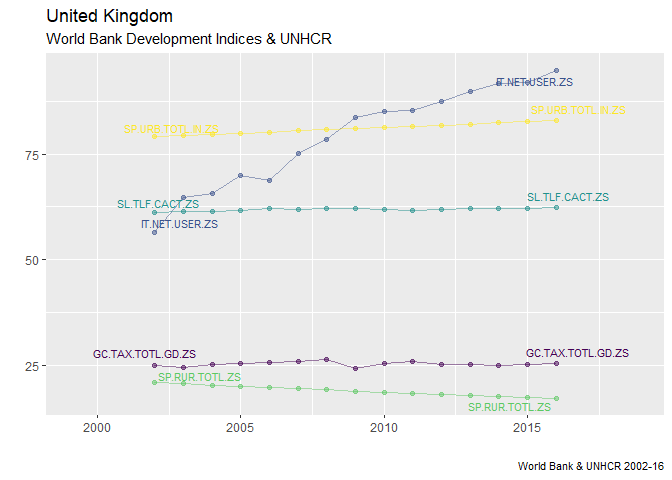 United Kingdom
World Bank Development Indices & UNHCR
IT.NET.USER.ZS
SP.URB.TOTL.IN.ZS
SP.URB.TOTL.IN.ZS
75
SL.TLF.CACT.ZS
SL.TLF.CACT.ZS
IT.NET.USER.ZS
50
GC.TAX.TOTL.GD.ZS
GC.TAX.TOTL.GD.ZS
25
SP.RUR.TOTL.ZS
SP.RUR.TOTL.ZS
2000 2005 2010 2015
World Bank & UNHCR 2002-16